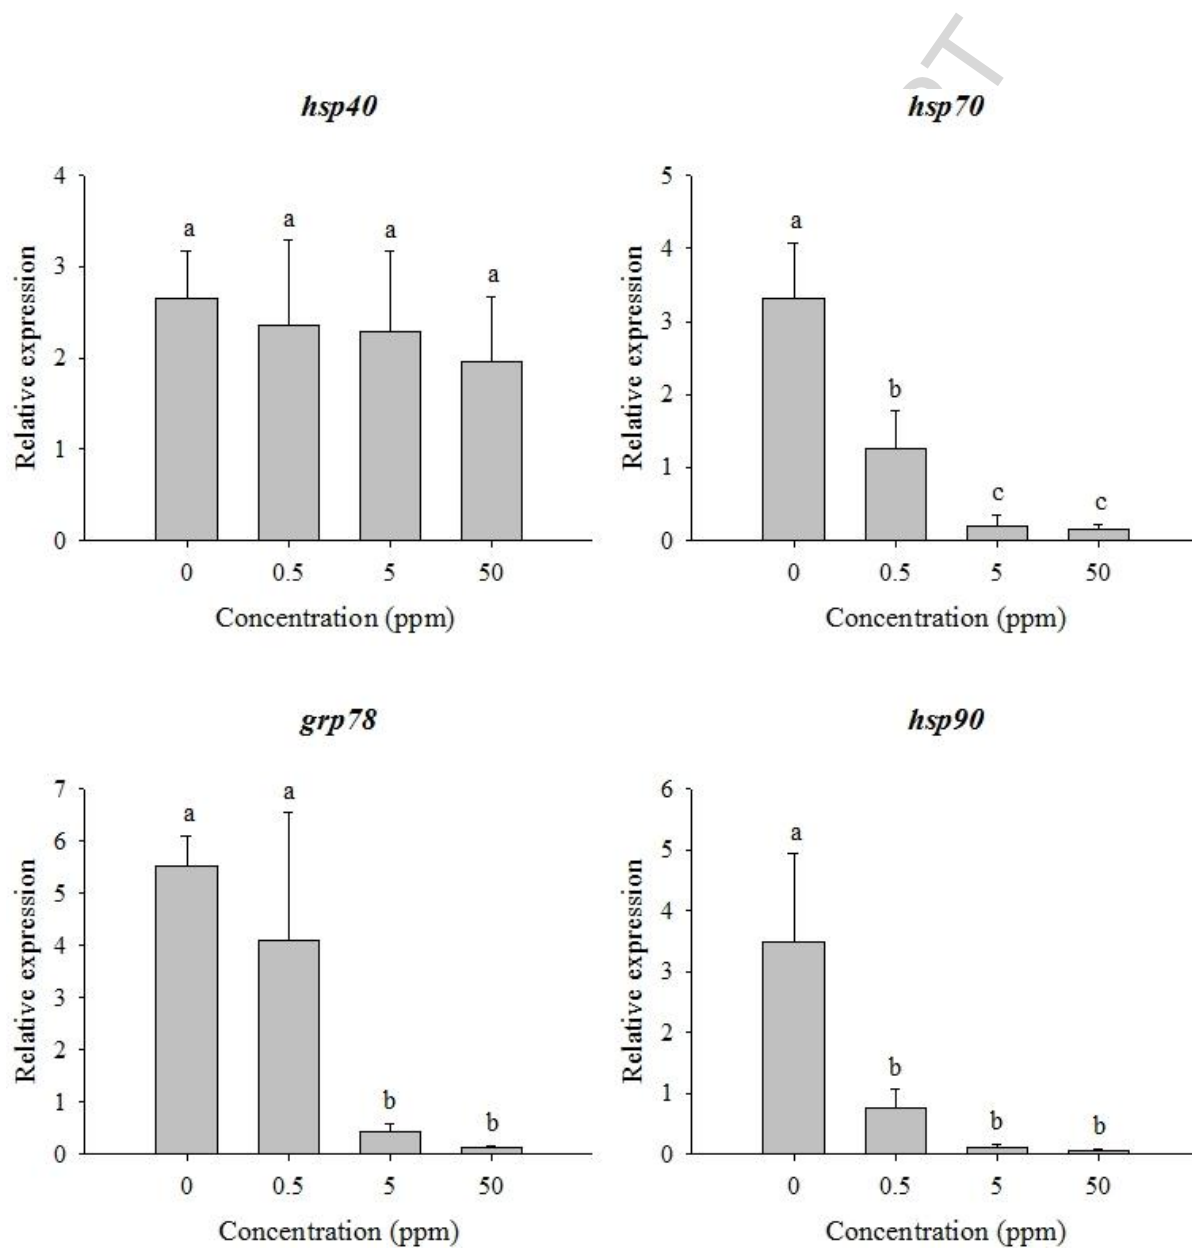 hsp40
4
3
2
1
0
Relative expression
a
a
a
a
0 0.5 5 50
Concentration (ppm)
hsp70
5
4
3
2
1
0
Relative expression
a
b
c
c
0 0.5 5 50
Concentration (ppm)
grp78
7
6
5
4
3
2
1
0
Relative expression
a
a
b
b
0 0.5 5 50
Concentration (ppm)
hsp90
6
5
4
3
2
1
0
Relative expression
a
b
b
b
0 0.5 5 50
Concentration (ppm)